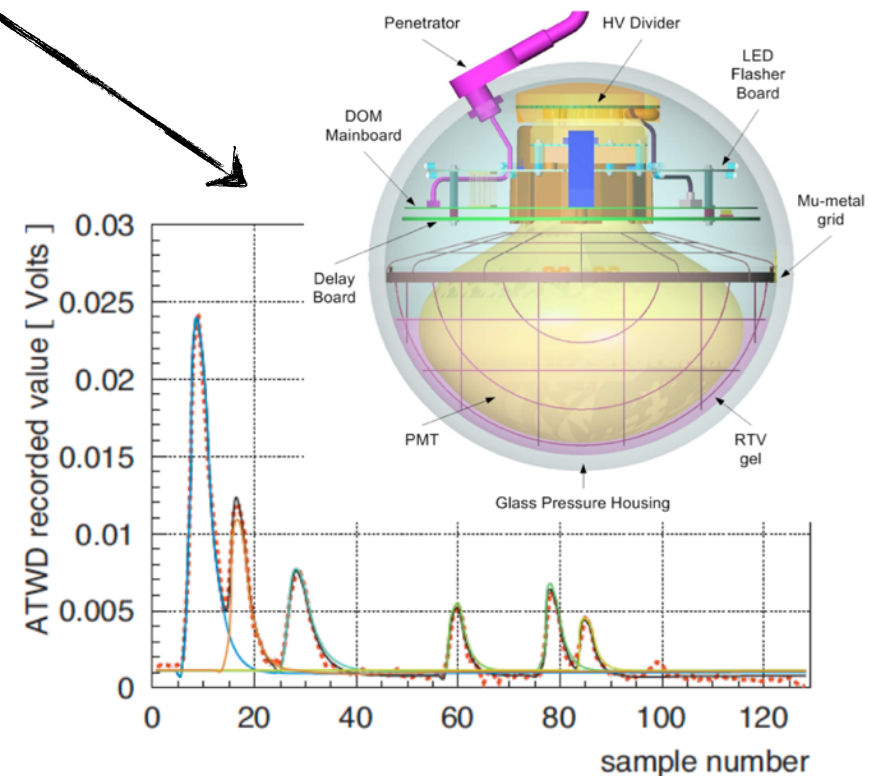 Penetrator
HV Divider
LED
Flasher
Board
DOM
Mainboard
Mu-metal
grid
Delay
Board
PMT
RTV
gel
Glass Pressure Housing
ATWD recorded value [ Volts ]
0.03
0.025
0.02
0.015
0.01
0.005
0
0 20 40 60 80 100 120
sample number